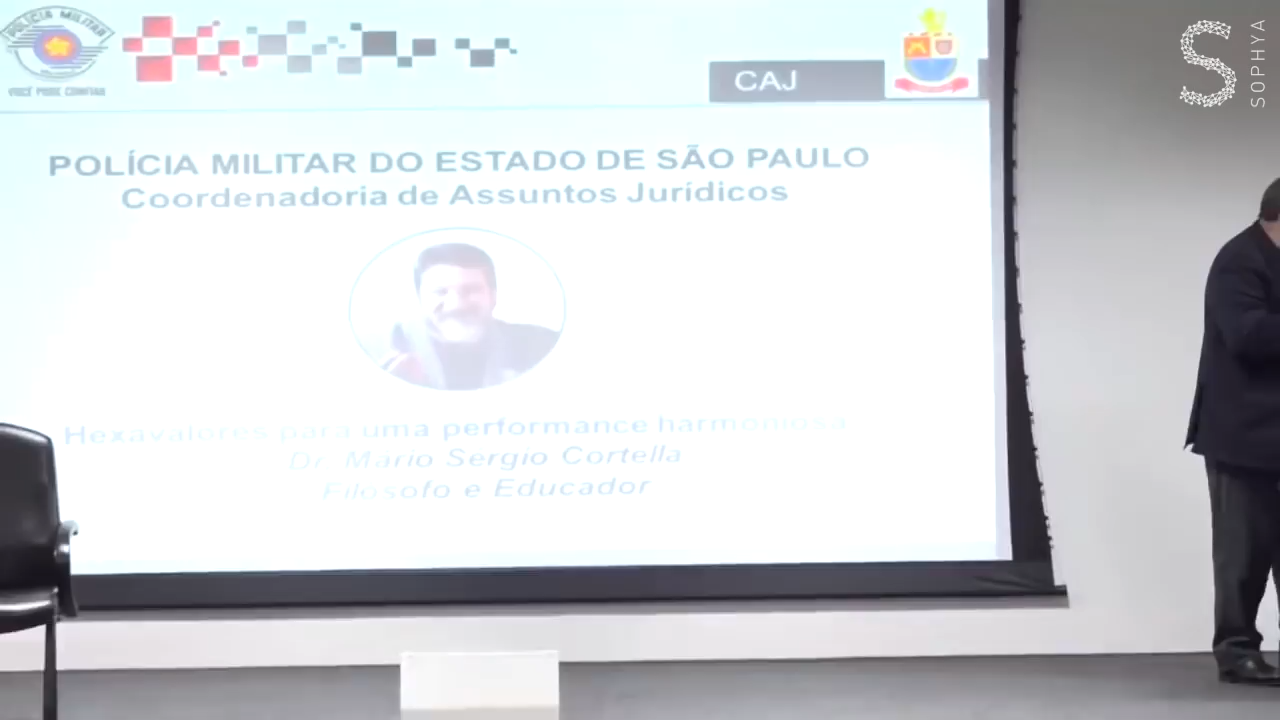 POLÍCIA MILITAR
VOCÊ PODE CONFIAR
CAJ
SOPHYA
POLÍCIA MILITAR DO ESTADO DE SÃO PAULO
Coordenadoria de Assuntos Jurídicos
Hexavalores para uma performance harmoniosa
Dr. Mário Sergio Cortella
Filósofo e Educador